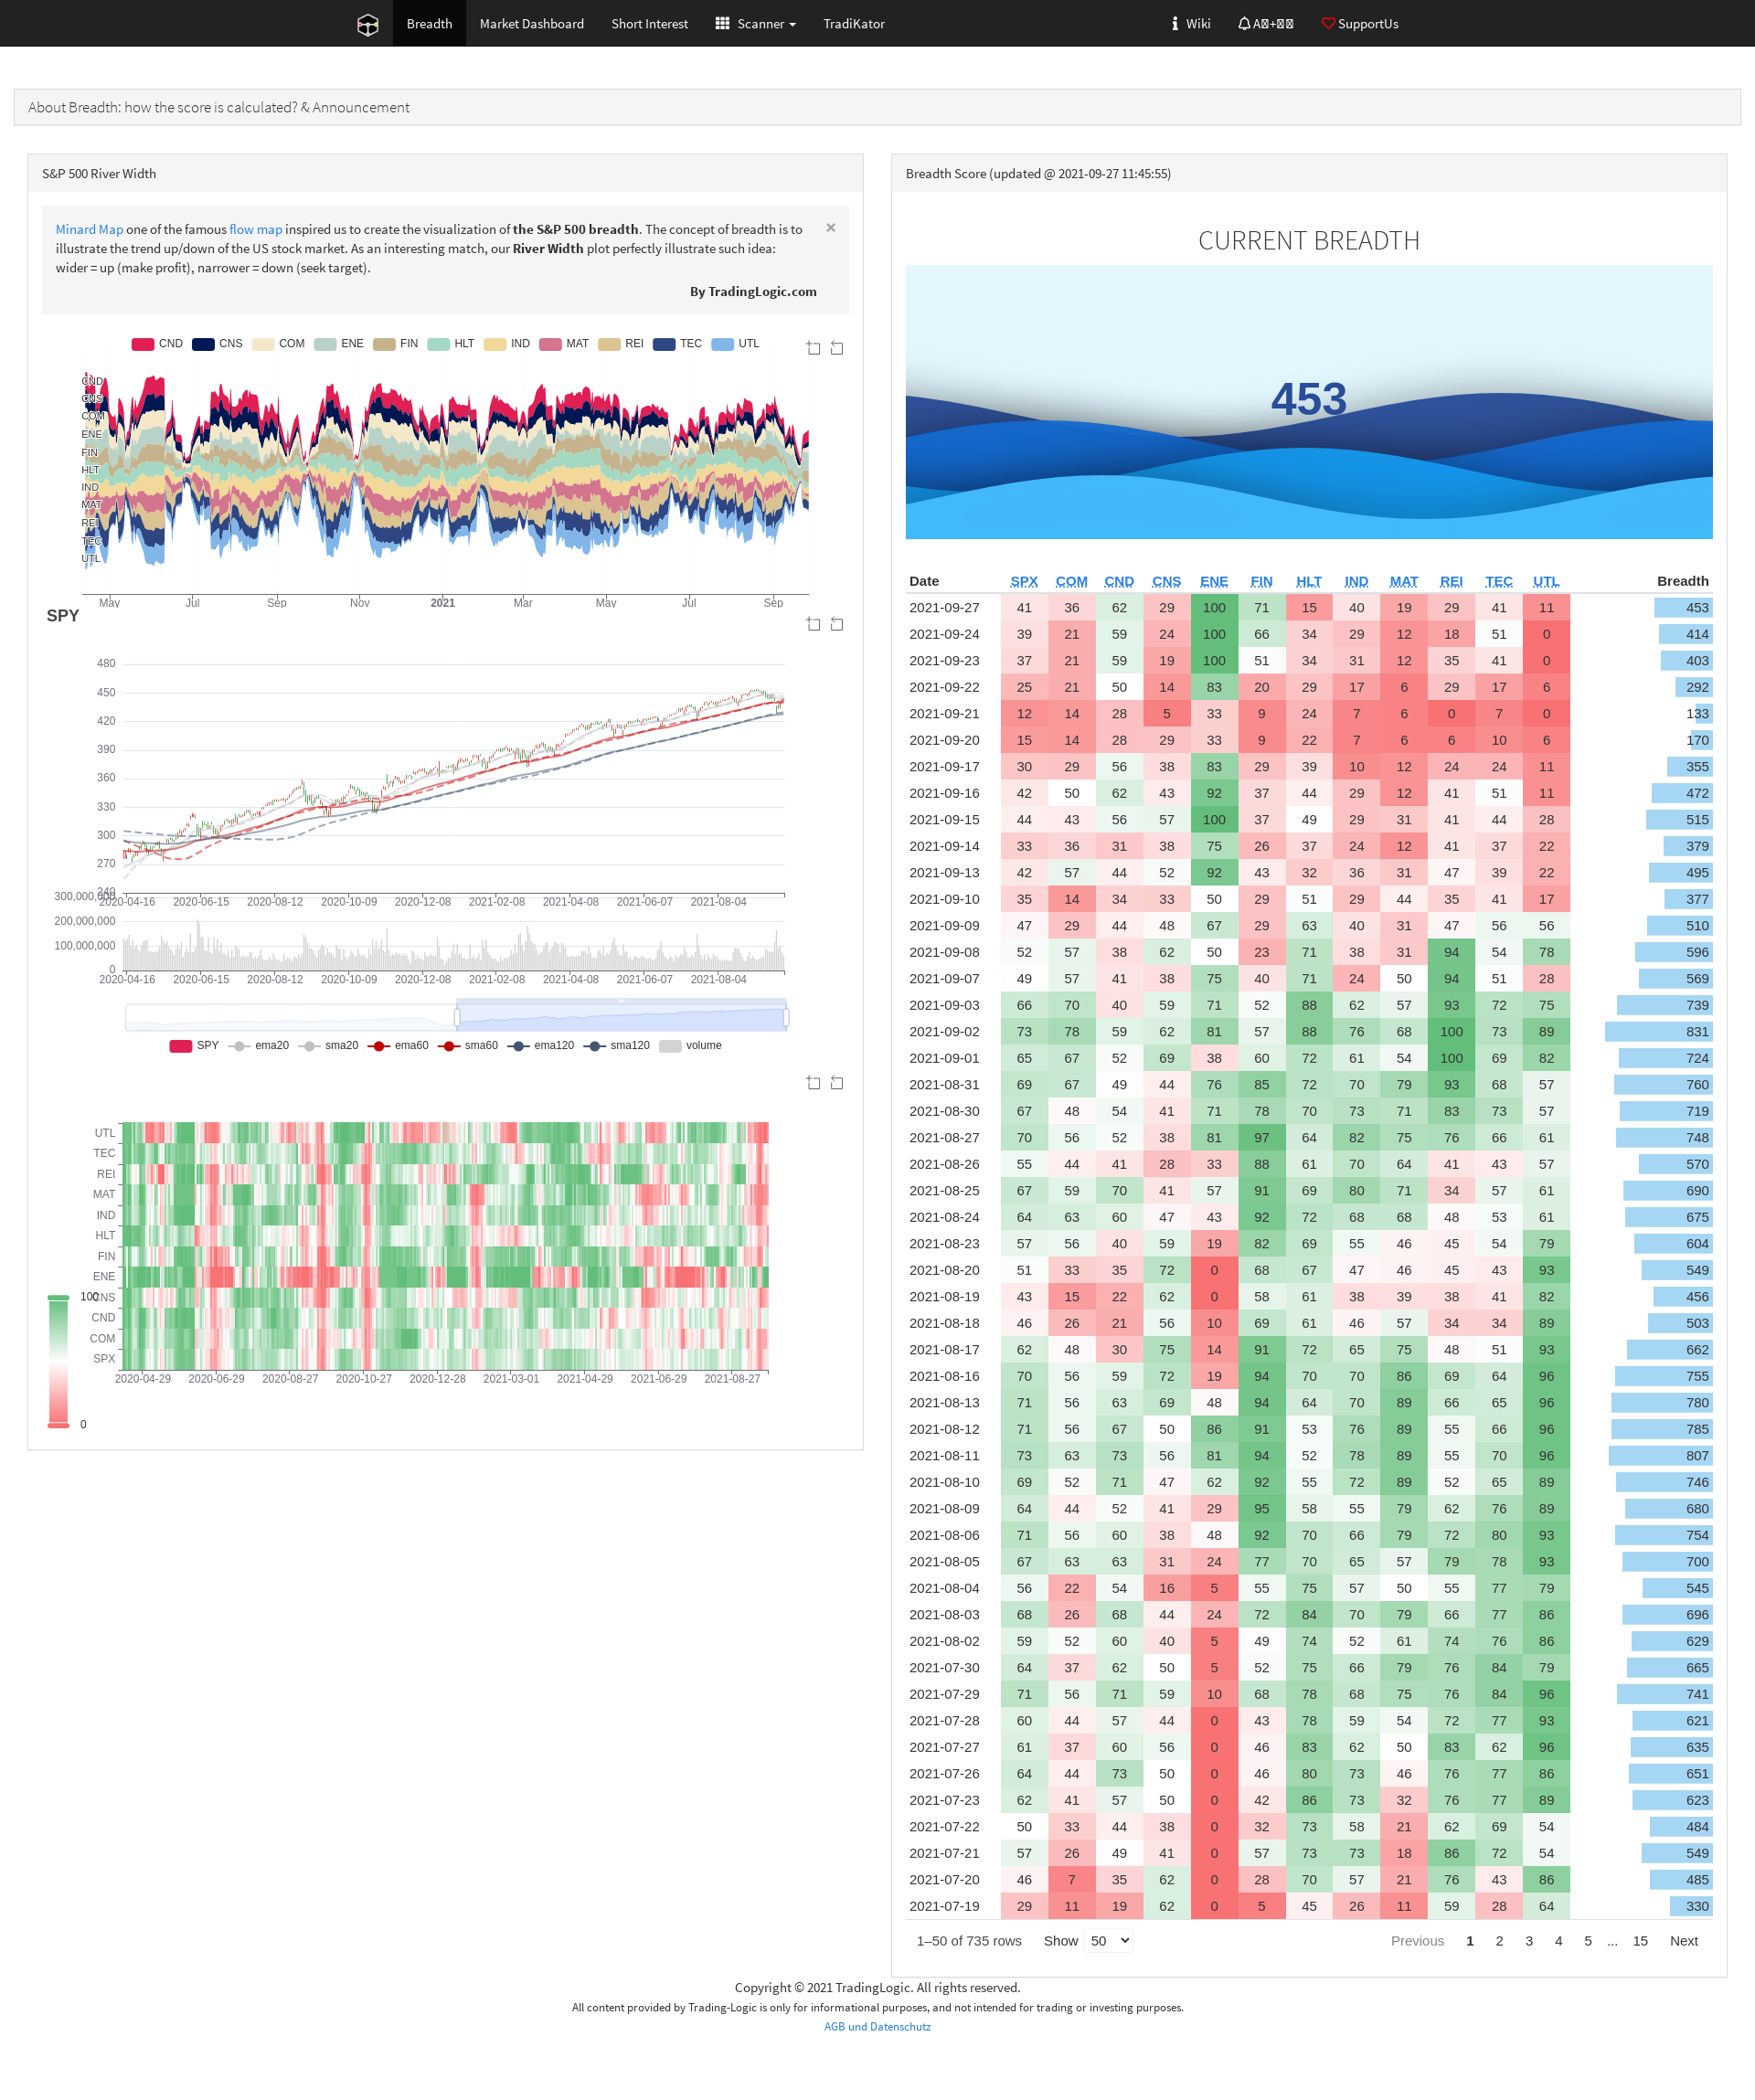 Breadth Market Dashboard Short Interest Scanner TradiKator Wiki SupportUs
About Breadth: how the score is calculated? & Announcement
S&P 500 River Width
Minard Map one of the famous flow map inspired us to create the visualization of the S&P 500 breadth. The concept of breadth is to
illustrate the trend up/down of the US stock market. As an interesting match, our River Width plot perfectly illustrate such idea:
wider = up (make profit), narrower = down (seek target).
×
By TradingLogic.com
CND CNS COM ENE FIN HLT IND MAT REI TEC UTL
CND
CNS
COM
ENE
FIN
HLT
IND
MAT
REI
TEC
UTL
May Jul Sep Nov 2021 Mar May Jul Sep
SPY
480
450
420
390
360
330
300
270
240
2020-04-16 2020-06-15 2020-08-12 2020-10-09 2020-12-08 2021-02-08 2021-04-08 2021-06-07 2021-08-04
300,000,000
200,000,000
100,000,000
0
2020-04-16 2020-06-15 2020-08-12 2020-10-09 2020-12-08 2021-02-08 2021-04-08 2021-06-07 2021-08-04
SPY ema20 sma20 ema60 sma60 ema120 sma120 volume
UTL
TEC
REI
MAT
IND
HLT
FIN
ENE
CNS
CND
COM
SPX
2020-04-29 2020-06-29 2020-08-27 2020-10-27 2020-12-28 2021-03-01 2021-04-29 2021-06-29 2021-08-27
100
0
Breadth Score (updated @ 2021-09-27 11:45:55)
CURRENT BREADTH
453
Date SPX COM CND CNS ENE FIN HLT IND MAT REI TEC UTL Breadth
2021-09-27 41 36 62 29 100 71 15 40 19 29 41 11 453
2021-09-24 39 21 59 24 100 66 34 29 12 18 51 0 414
2021-09-23 37 21 59 19 100 51 34 31 12 35 41 0 403
2021-09-22 25 21 50 14 83 20 29 17 6 29 17 6 292
2021-09-21 12 14 28 5 33 9 24 7 6 0 7 0 133
2021-09-20 15 14 28 29 33 9 22 7 6 6 10 6 170
2021-09-17 30 29 56 38 83 29 39 10 12 24 24 11 355
2021-09-16 42 50 62 43 92 37 44 29 12 41 51 11 472
2021-09-15 44 43 56 57 100 37 49 29 31 41 44 28 515
2021-09-14 33 36 31 38 75 26 37 24 12 41 37 22 379
2021-09-13 42 57 44 52 92 43 32 36 31 47 39 22 495
2021-09-10 35 14 34 33 50 29 51 29 44 35 41 17 377
2021-09-09 47 29 44 48 67 29 63 40 31 47 56 56 510
2021-09-08 52 57 38 62 50 23 71 38 31 94 54 78 596
2021-09-07 49 57 41 38 75 40 71 24 50 94 51 28 569
2021-09-03 66 70 40 59 71 52 88 62 57 93 72 75 739
2021-09-02 73 78 59 62 81 57 88 76 68 100 73 89 831
2021-09-01 65 67 52 69 38 60 72 61 54 100 69 82 724
2021-08-31 69 67 49 44 76 85 72 70 79 93 68 57 760
2021-08-30 67 48 54 41 71 78 70 73 71 83 73 57 719
2021-08-27 70 56 52 38 81 97 64 82 75 76 66 61 748
2021-08-26 55 44 41 28 33 88 61 70 64 41 43 57 570
2021-08-25 67 59 70 41 57 91 69 80 71 34 57 61 690
2021-08-24 64 63 60 47 43 92 72 68 68 48 53 61 675
2021-08-23 57 56 40 59 19 82 69 55 46 45 54 79 604
2021-08-20 51 33 35 72 0 68 67 47 46 45 43 93 549
2021-08-19 43 15 22 62 0 58 61 38 39 38 41 82 456
2021-08-18 46 26 21 56 10 69 61 46 57 34 34 89 503
2021-08-17 62 48 30 75 14 91 72 65 75 48 51 93 662
2021-08-16 70 56 59 72 19 94 70 70 86 69 64 96 755
2021-08-13 71 56 63 69 48 94 64 70 89 66 65 96 780
2021-08-12 71 56 67 50 86 91 53 76 89 55 66 96 785
2021-08-11 73 63 73 56 81 94 52 78 89 55 70 96 807
2021-08-10 69 52 71 47 62 92 55 72 89 52 65 89 746
2021-08-09 64 44 52 41 29 95 58 55 79 62 76 89 680
2021-08-06 71 56 60 38 48 92 70 66 79 72 80 93 754
2021-08-05 67 63 63 31 24 77 70 65 57 79 78 93 700
2021-08-04 56 22 54 16 5 55 75 57 50 55 77 79 545
2021-08-03 68 26 68 44 24 72 84 70 79 66 77 86 696
2021-08-02 59 52 60 40 5 49 74 52 61 74 76 86 629
2021-07-30 64 37 62 50 5 52 75 66 79 76 84 79 665
2021-07-29 71 56 71 59 10 68 78 68 75 76 84 96 741
2021-07-28 60 44 57 44 0 43 78 59 54 72 77 93 621
2021-07-27 61 37 60 56 0 46 83 62 50 83 62 96 635
2021-07-26 64 44 73 50 0 46 80 73 46 76 77 86 651
2021-07-23 62 41 57 50 0 42 86 73 32 76 77 89 623
2021-07-22 50 33 44 38 0 32 73 58 21 62 69 54 484
2021-07-21 57 26 49 41 0 57 73 73 18 86 72 54 549
2021-07-20 46 7 35 62 0 28 70 57 21 76 43 86 485
2021-07-19 29 11 19 62 0 5 45 26 11 59 28 64 330
1–50 of 735 rows Show 50 Previous 1 2 3 4 5 ... 15 Next
Copyright © 2021 TradingLogic. All rights reserved.
All content provided by Trading-Logic is only for informational purposes, and not intended for trading or investing purposes.
AGB und Datenschutz